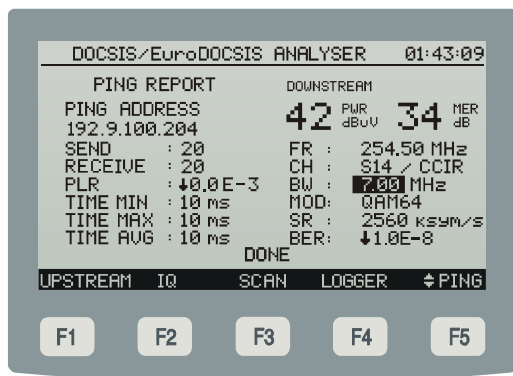 DOCSIS/EuroDOCSIS ANALYSER 01:43:09
PING REPORT
PING ADDRESS
192.9.100.204
SEND : 20
RECEIVE : 20
PLR : ↓0.0E-3
TIME MIN : 10 ms
TIME MAX : 10 ms
TIME AVG : 10 ms
DOWNSTREAM
42 PWR dBuV 34 MER dB
FR : 254.50 MHz
CH : S14 / CCIR
BW : 7.00 MHz
MOD: QAM64
SR : 2560 ksym/s
BER: ↓1.0E-8
DONE
UPSTREAM IQ SCAN LOGGER ♦PING
F1 F2 F3 F4 F5